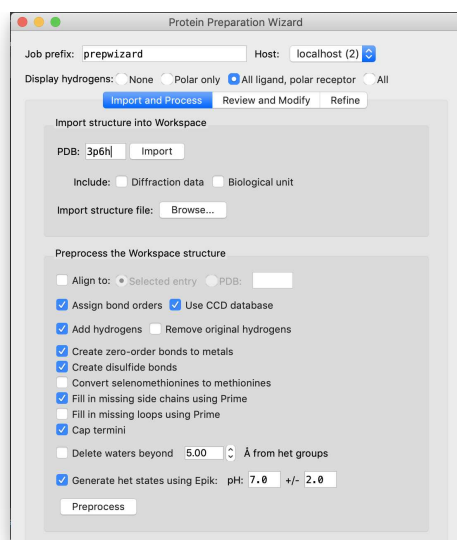 Protein Preparation Wizard
Job prefix: prepwizard Host: localhost (2)
Display hydrogens: None Polar only All ligand, polar receptor All
Import and Process Review and Modify Refine
Import structure into Workspace
PDB: 3p6h Import
Include: Diffraction data Biological unit
Import structure file: Browse...
Preprocess the Workspace structure
Align to: Selected entry PDB:
Assign bond orders Use CCD database
Add hydrogens Remove original hydrogens
Create zero-order bonds to metals
Create disulfide bonds
Convert selenomethionines to methionines
Fill in missing side chains using Prime
Fill in missing loops using Prime
Cap termini
Delete waters beyond 5.00 Å from het groups
Generate het states using Epik: pH: 7.0 +/- 2.0
Preprocess